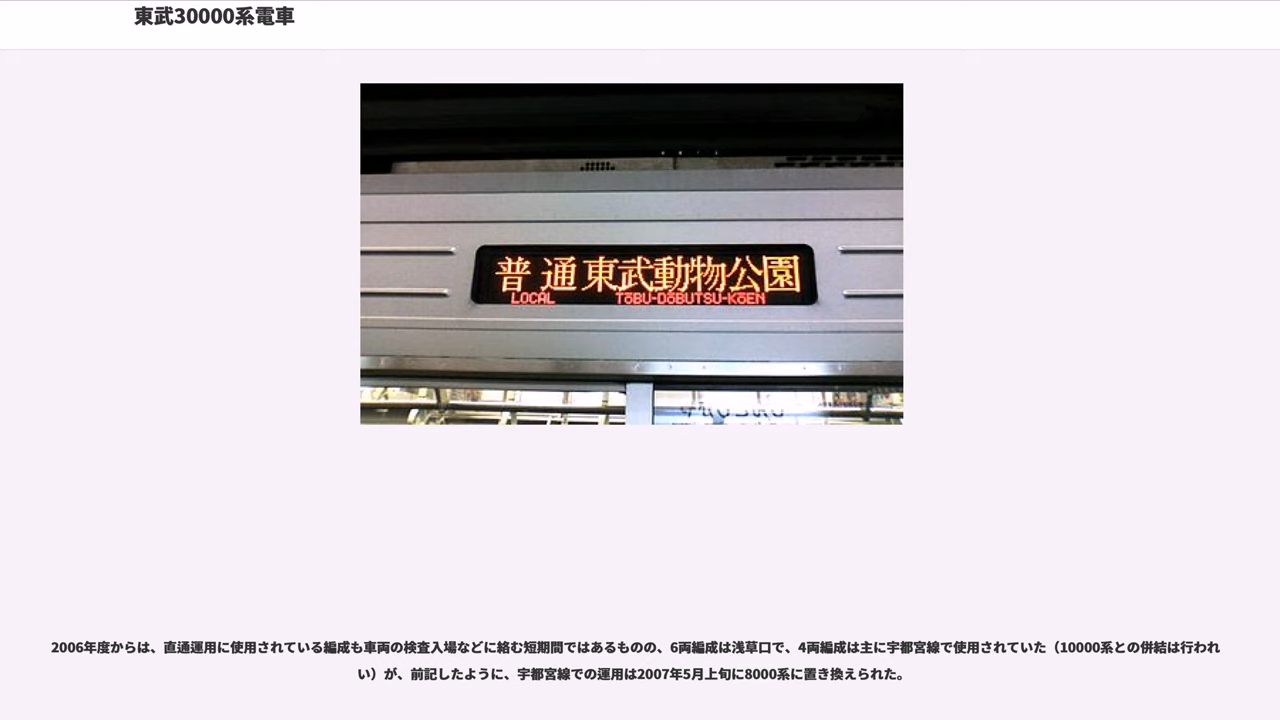 東武30000系電車
普通東武動物公園
LOCAL TōBU-DōBUTSU-KōEN
2006年度からは、直通運用に使用されている編成も車両の検査入場などに絡む短期間ではあるものの、6両編成は浅草口で、4両編成は主に宇都宮線で使用されていた（10000系との併結は行われ
い）が、前記したように、宇都宮線での運用は2007年5月上旬に8000系に置き換えられた。